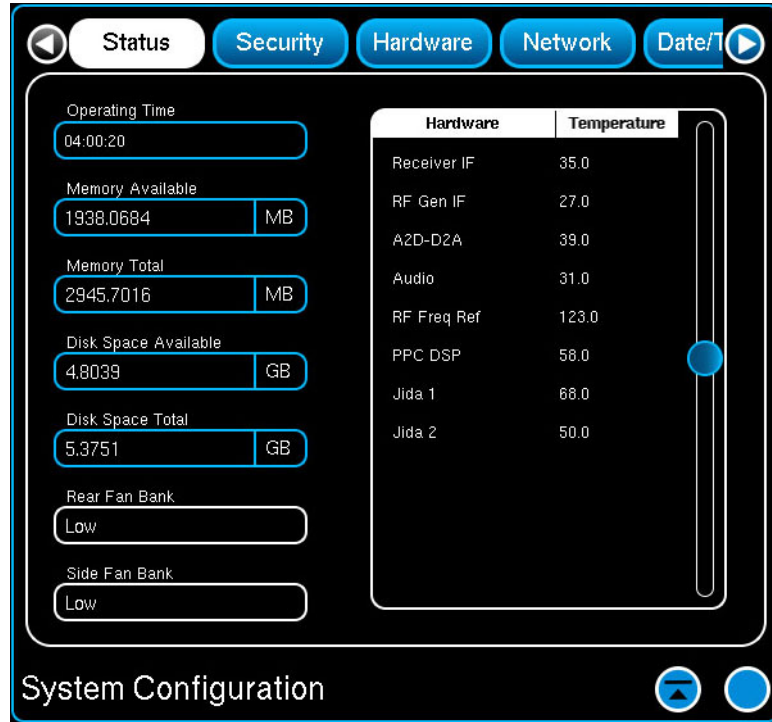 Status Security Hardware Network Date/T
Operating Time
04:00:20
Memory Available
1938.0684 MB
Memory Total
2945.7016 MB
Disk Space Available
4.8039 GB
Disk Space Total
5.3751 GB
Rear Fan Bank
Low
Side Fan Bank
Low
Hardware Temperature
Receiver IF 35.0
RF Gen IF 27.0
A2D-D2A 39.0
Audio 31.0
RF Freq Ref 123.0
PPC DSP 58.0
Jida 1 68.0
Jida 2 50.0
System Configuration